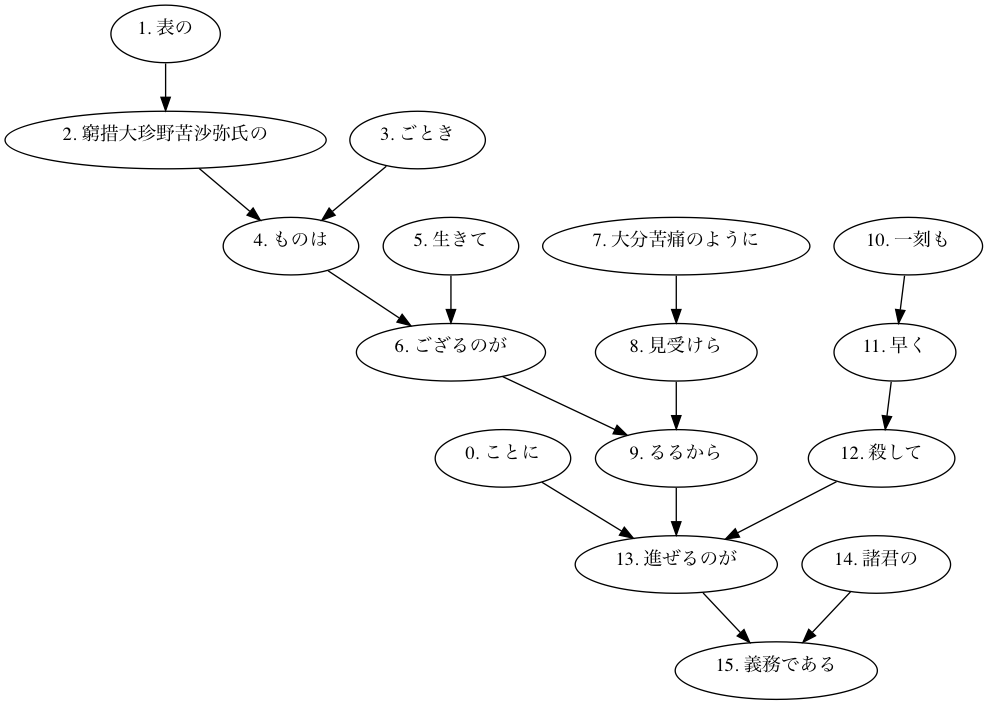 1. 表の
2. 窮措大珍野苦沙弥氏の
3. ごとき
4. ものは
5. 生きて
7. 大分苦痛のように
10. 一刻も
6. ござるのが
8. 見受けら
11. 早く
0. ことに
9. るるから
12. 殺して
13. 進ぜるのが
14. 諸君の
15. 義務である